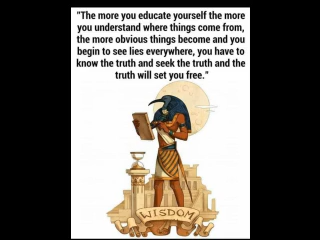 "The more you educate yourself the more
you understand where things come from,
the more obvious things become and you
begin to see lies everywhere, you have to
know the truth and seek the truth and the
truth will set you free."
WISDOM